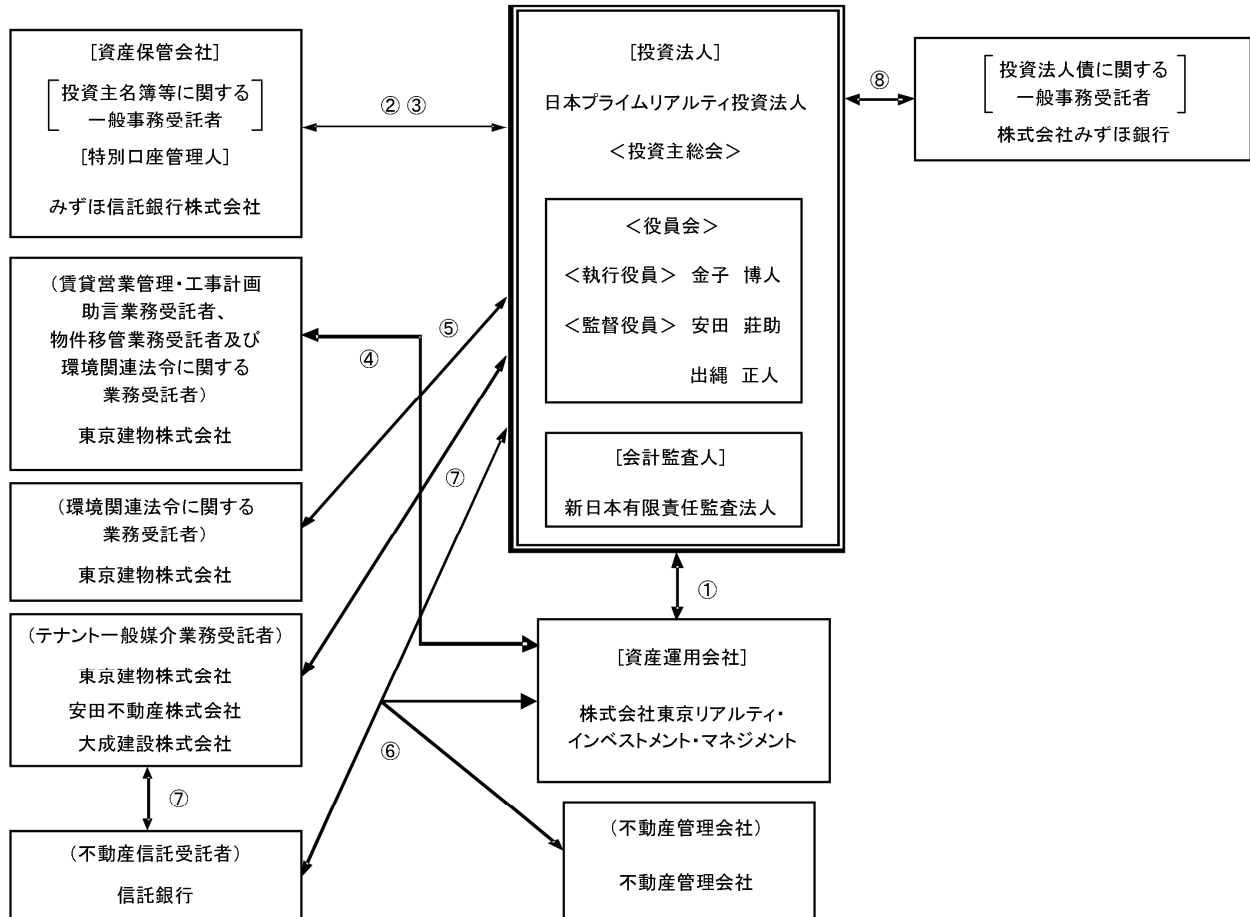 [資産保管会社]
投資主名簿等に関する
一般事務受託者
[特別口座管理人]
みずほ信託銀行株式会社
② ③
[投資法人]
日本プライムリアルティ投資法人
＜投資主総会＞
＜役員会＞
＜執行役員＞ 金子 博人
＜監督役員＞ 安田 莊助
出縄 正人
[会計監査人]
新日本有限責任監査法人
⑧
投資法人債に関する
一般事務受託者
株式会社みずほ銀行
(賃貸営業管理・工事計画
助言業務受託者、
物件移管業務受託者及び
環境関連法令に関する
業務受託者)
東京建物株式会社
④
⑤
(環境関連法令に関する
業務受託者)
東京建物株式会社
⑦
(テナント一般媒介業務受託者)
東京建物株式会社
安田不動産株式会社
大成建設株式会社
⑦
(不動産信託受託者)
信託銀行
⑥
①
[資産運用会社]
株式会社東京リアルティ・
インベストメント・マネジメント
(不動産管理会社)
不動産管理会社